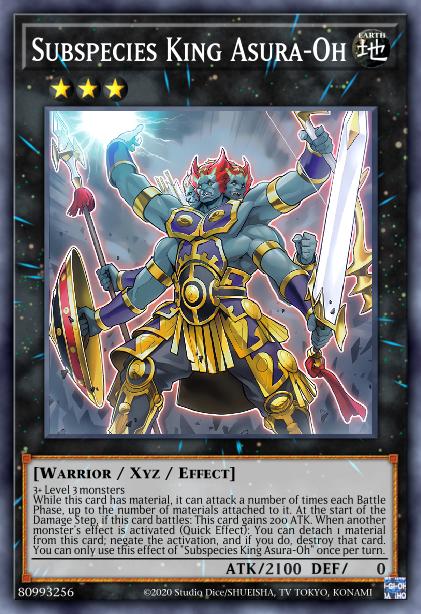 SUBSPECIES KING ASURA-OH
EARTH
地
[WARRIOR / XYZ / EFFECT]
3+ Level 3 monsters
While this card has material, it can attack a number of times each Battle
Phase, up to the number of materials attached to it. At the start of the
Damage Step, if this card battles: This card gains 200 ATK. When another
monster's effect is activated (Quick Effect): You can detach 1 material
from this card; negate the activation, and if you do, destroy that card.
You can only use this effect of "Subspecies King Asura-Oh" once per turn.
ATK/2100 DEF/ 0
80993256
©2020 Studio Dice/SHUEISHA, TV TOKYO, KONAMI